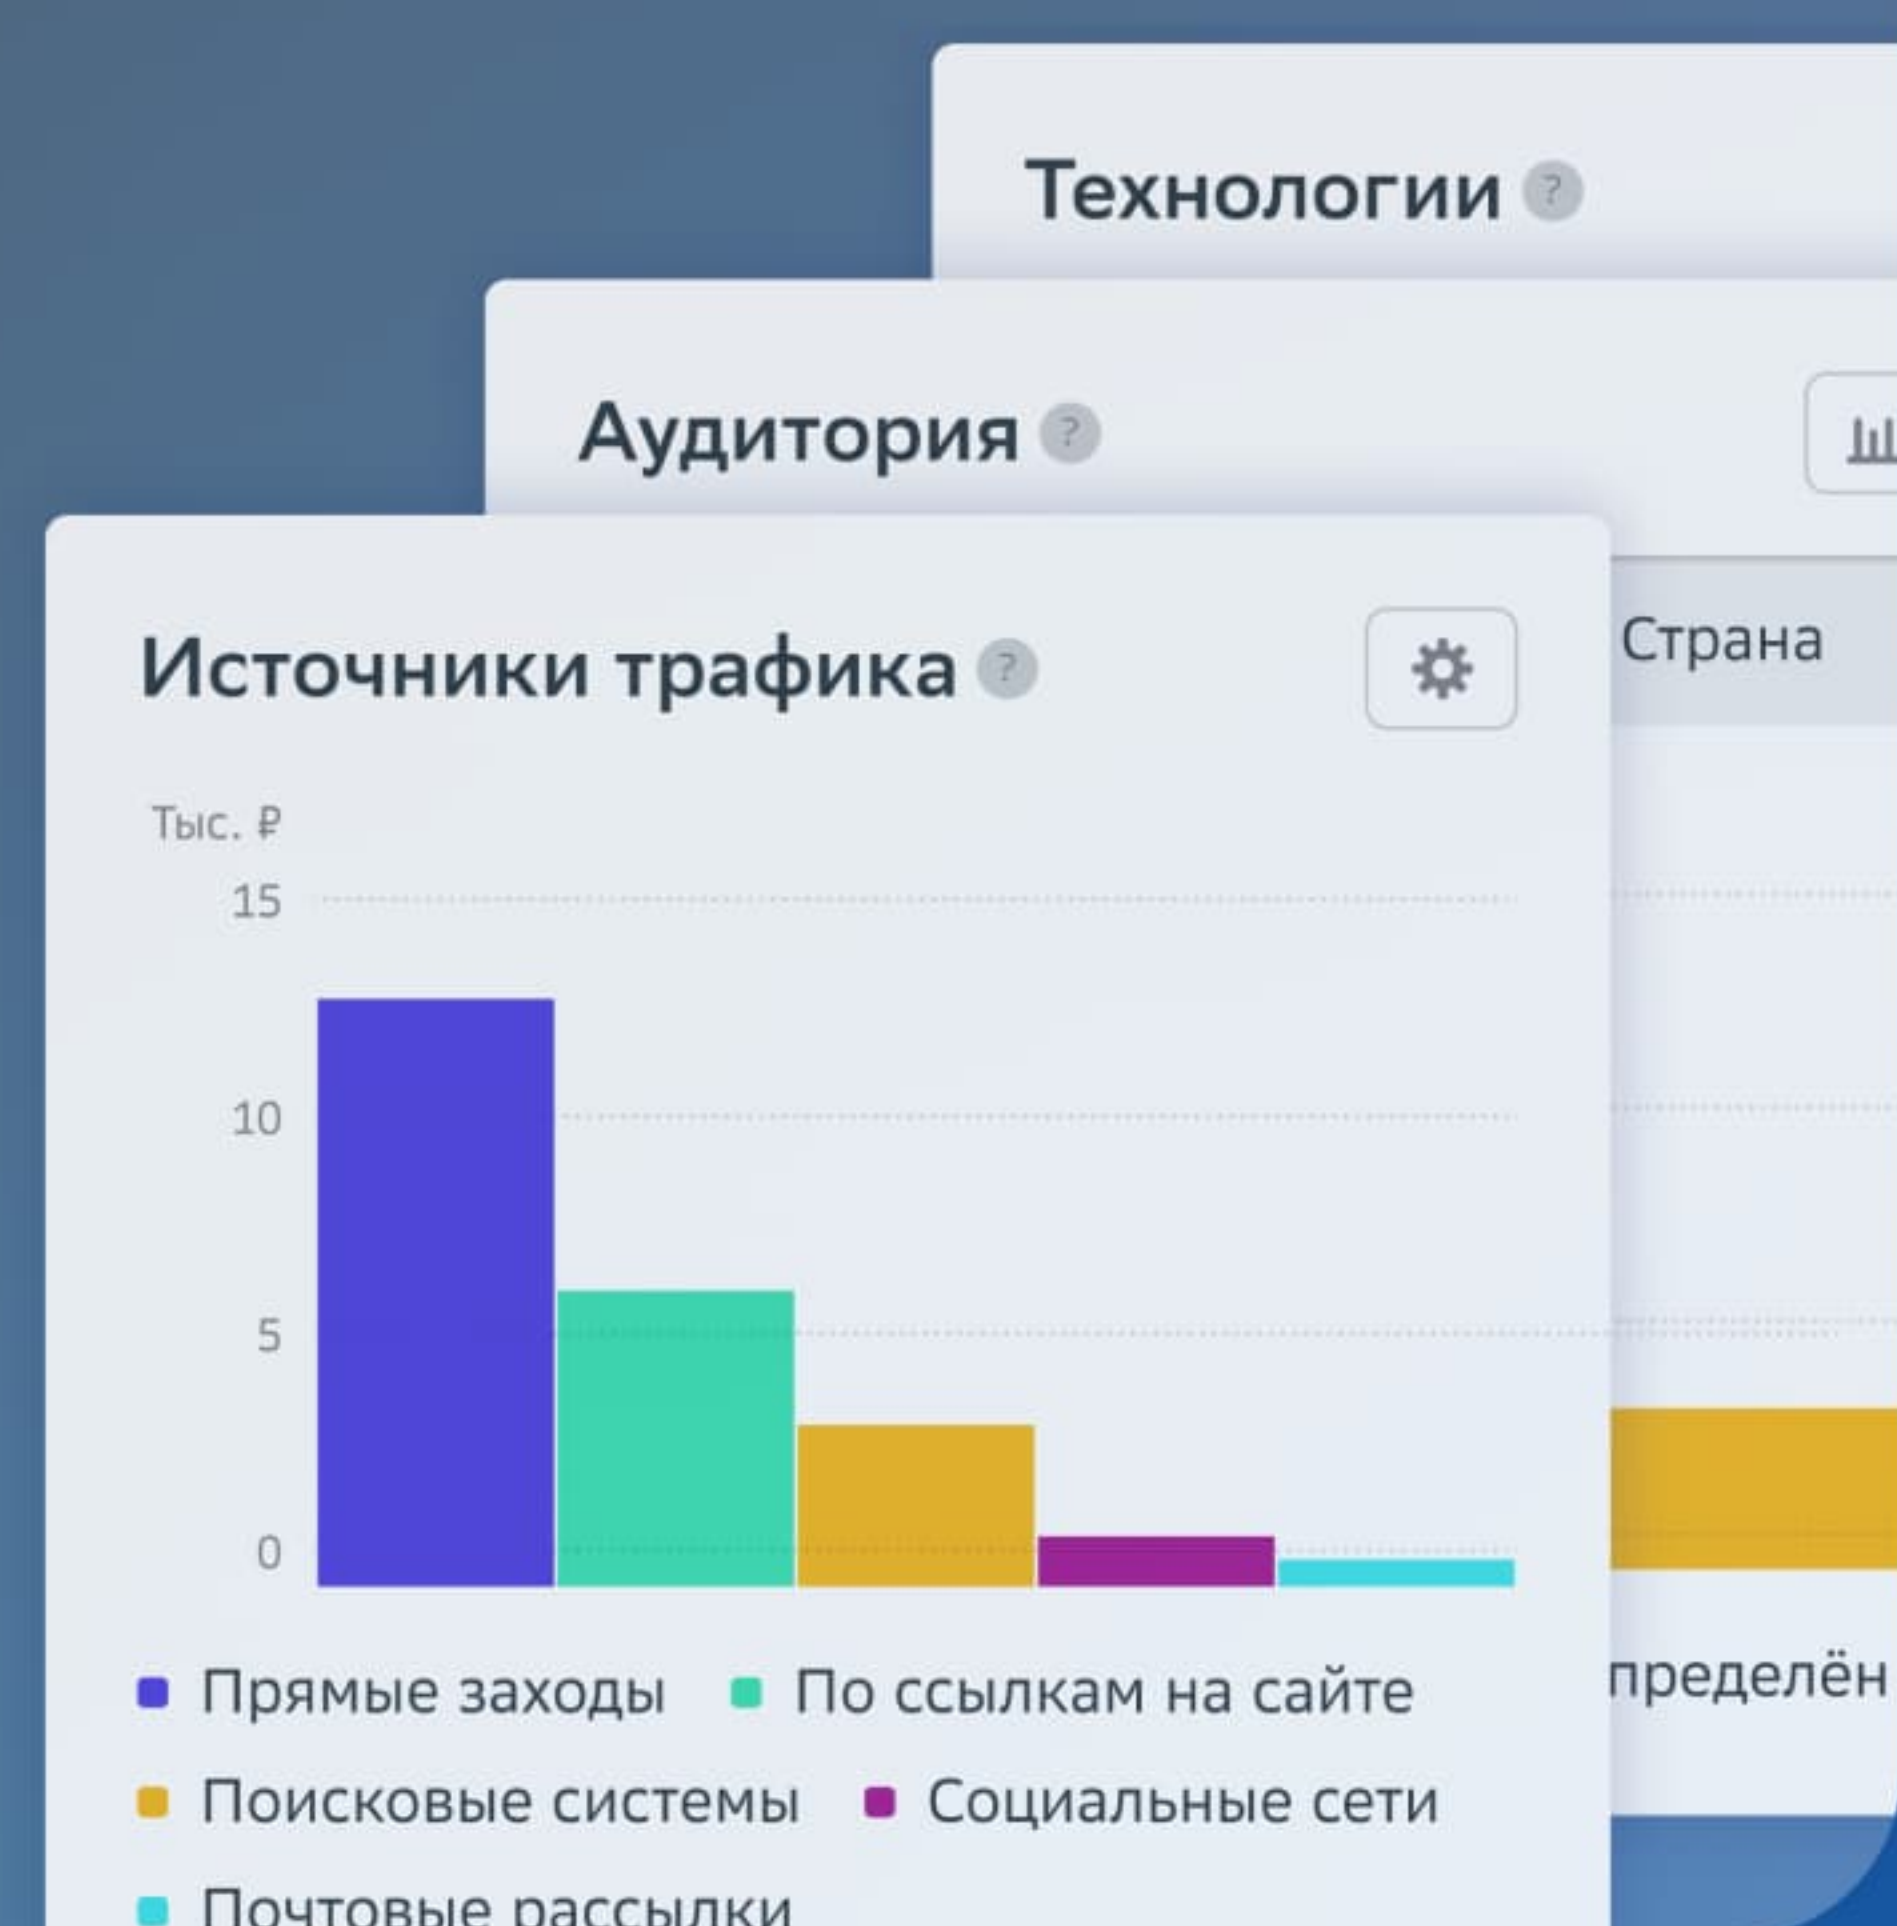 Технологии ?
Аудитория ?
Источники трафика ?
Страна
Тыс. ₽
15
10
5
0
Прямые заходы По ссылкам на сайте
пределён
Поисковые системы Социальные сети
Почтовые рассылки